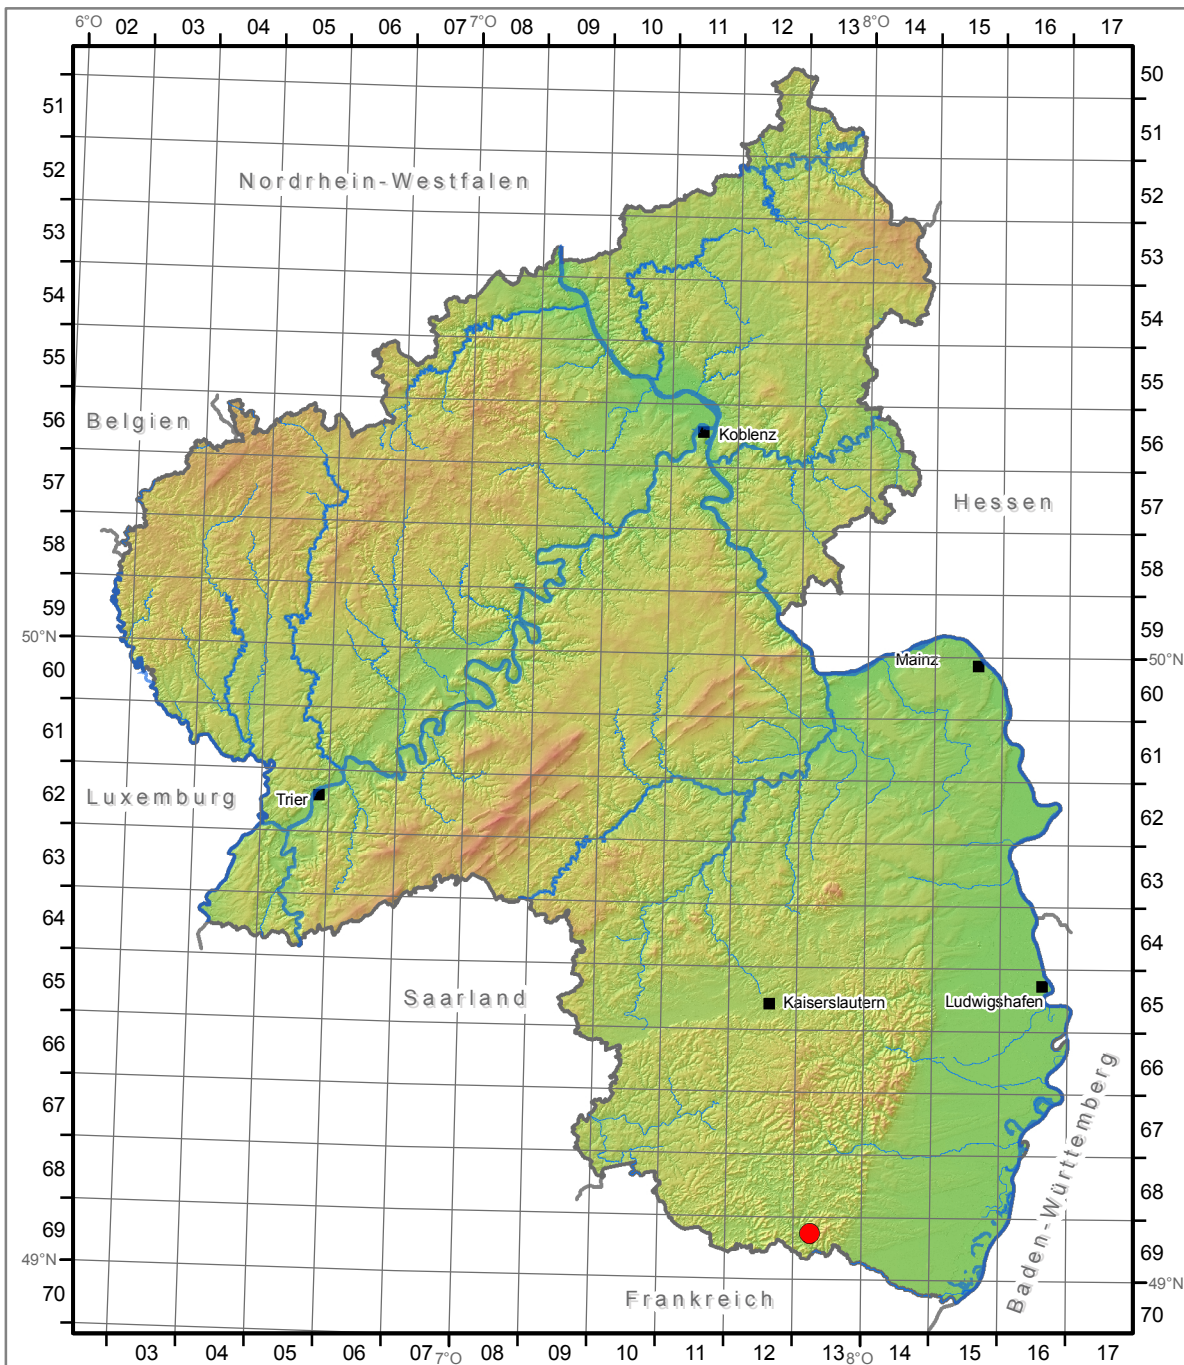 6°O 02 03 04 05 06 07 7°O 08 09 10 11 12 13 8°O 14 15 16 17
50
51
51
52
Nordrhein-Westfalen
52
53
53
54
54
55
55
56
Belgien
Koblenz
56
57
Hessen
57
58
58
59
59
50°N
Mainz
50°N
60
60
61
61
Luxemburg
Trier
62
62
63
63
64
64
65
Saarland
Kaiserslautern
Ludwigshafen
65
66
66
67
67
68
68
69
69
49°N
49°N
Baden-Württemberg
70
Frankreich
70
03 04 05 06 7°O 08 09 10 11 12 13 8°O 14 15 16 17